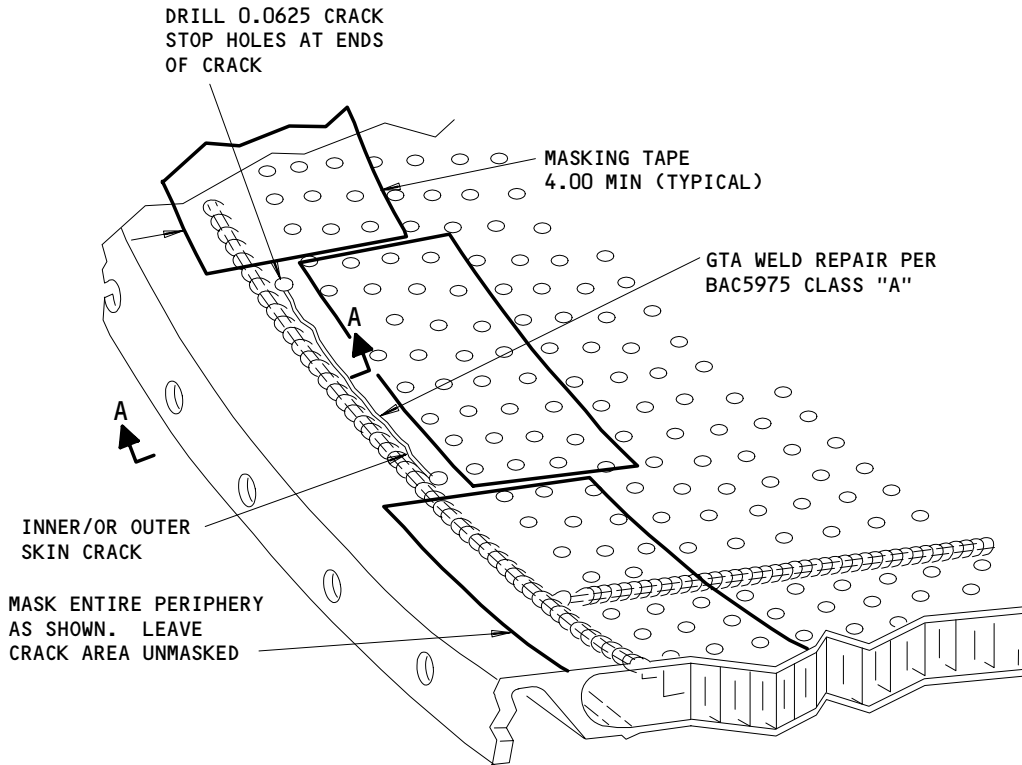 DRILL 0.0625 CRACK
STOP HOLES AT ENDS
OF CRACK
MASKING TAPE
4.00 MIN (TYPICAL)
GTA WELD REPAIR PER
BAC5975 CLASS "A"
A
A
INNER/OR OUTER
SKIN CRACK
MASK ENTIRE PERIPHERY
AS SHOWN. LEAVE
CRACK AREA UNMASKED